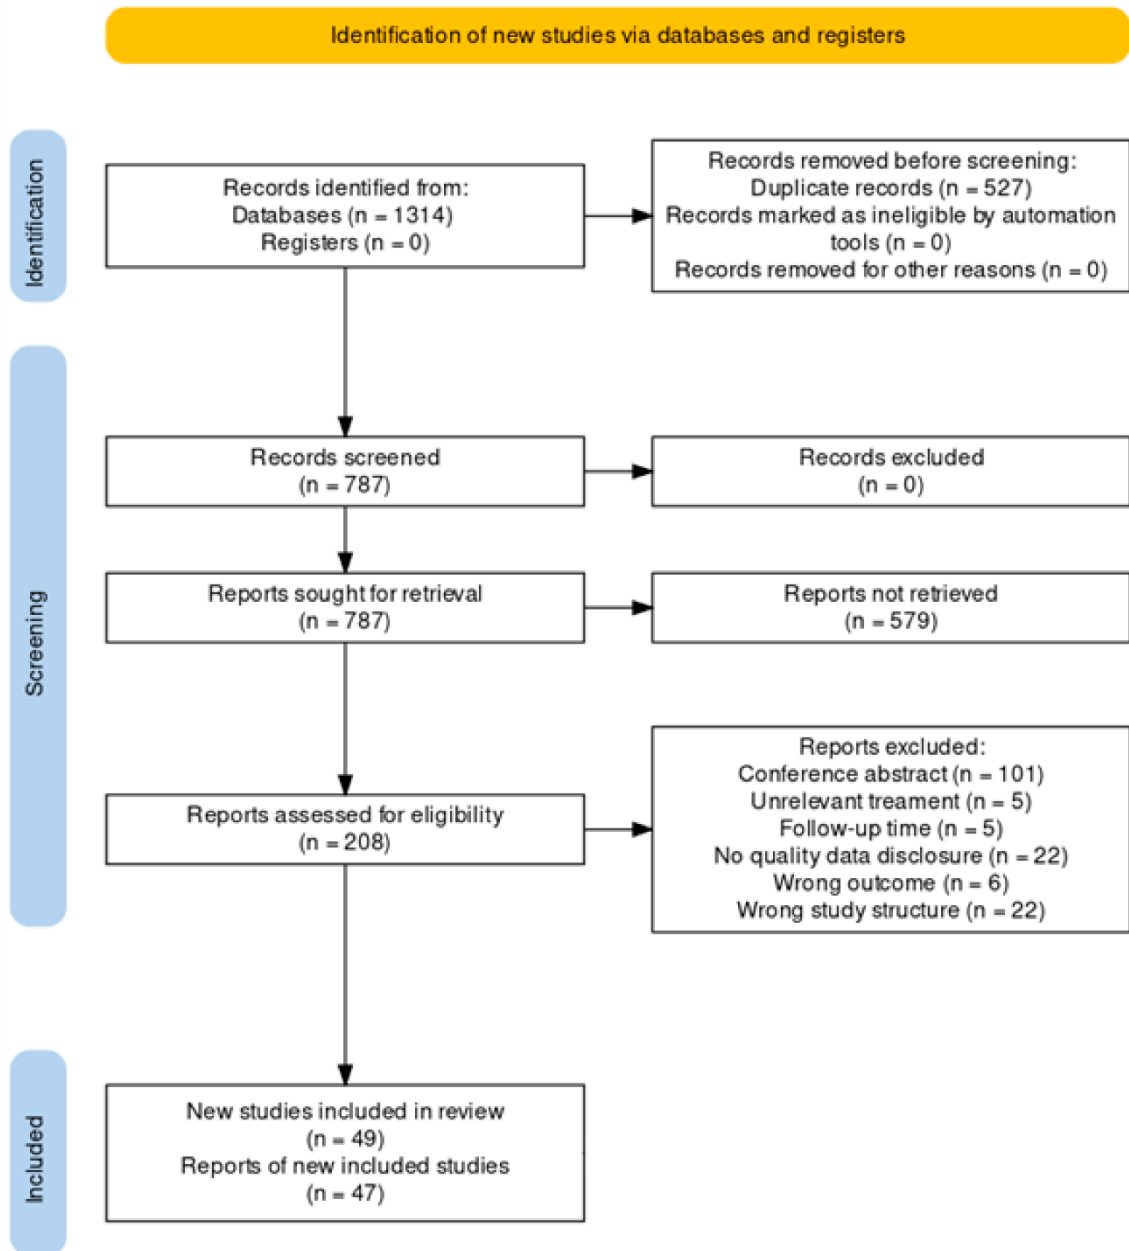 Identification of new studies via databases and registers
Identification
Records identified from:
Databases (n = 1314)
Registers (n = 0)
Records removed before screening:
Duplicate records (n = 527)
Records marked as ineligible by automation
tools (n = 0)
Records removed for other reasons (n = 0)
Screening
Records screened
(n = 787)
Records excluded
(n = 0)
Reports sought for retrieval
(n = 787)
Reports not retrieved
(n = 579)
Reports assessed for eligibility
(n = 208)
Reports excluded:
Conference abstract (n = 101)
Unrelevant treament (n = 5)
Follow-up time (n = 5)
No quality data disclosure (n = 22)
Wrong outcome (n = 6)
Wrong study structure (n = 22)
Included
New studies included in review
(n = 49)
Reports of new included studies
(n = 47)